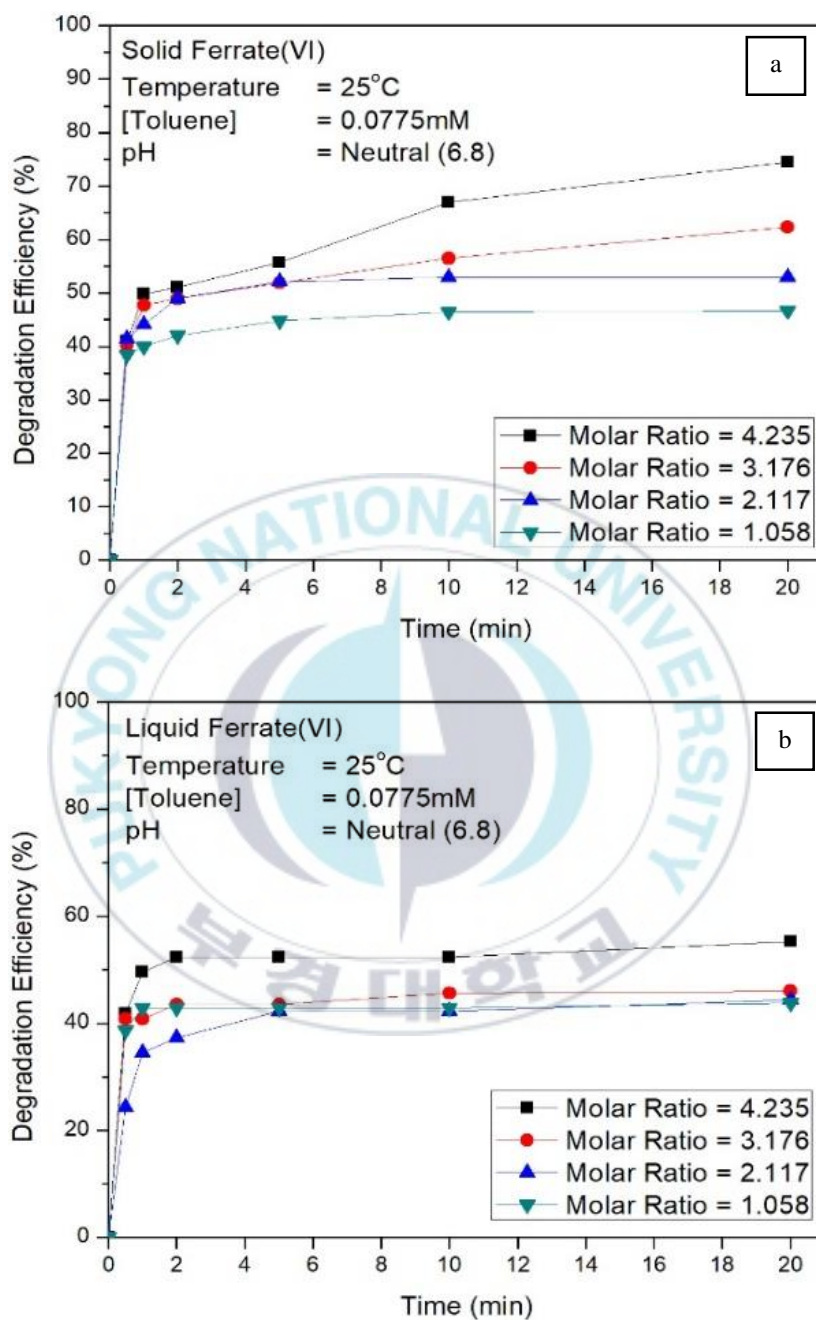 a
Solid Ferrate(VI)
Temperature = 25°C
[Toluene] = 0.0775mM
pH = Neutral (6.8)
Degradation Efficiency (%)
100
90
80
70
60
50
40
30
20
10
0
Molar Ratio = 4.235
Molar Ratio = 3.176
Molar Ratio = 2.117
Molar Ratio = 1.058
0 2 4 6 8 10 12 14 16 18 20
Time (min)
PUKYONG NATIONAL UNIVERSITY
부경대학교
b
Liquid Ferrate(VI)
Temperature = 25°C
[Toluene] = 0.0775mM
pH = Neutral (6.8)
Degradation Efficiency (%)
100
80
60
40
20
0
Molar Ratio = 4.235
Molar Ratio = 3.176
Molar Ratio = 2.117
Molar Ratio = 1.058
0 2 4 6 8 10 12 14 16 18 20
Time (min)